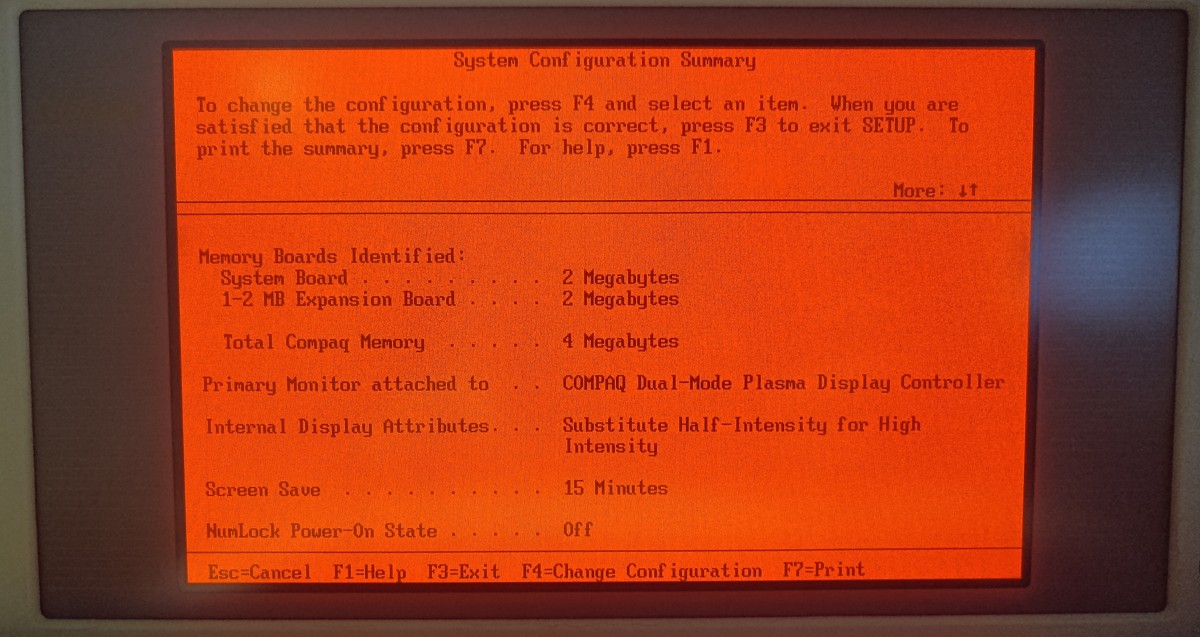 System Configuration Summary
To change the configuration, press F4 and select an item.  When you are
satisfied that the configuration is correct, press F3 to exit SETUP.  To
print the summary, press F7.  For help, press F1.
More: ↓↑
Memory Boards Identified:
System Board . . . . . . . . . 2 Megabytes
1-2 MB Expansion Board . . . . 2 Megabytes
Total Compaq Memory . . . . . 4 Megabytes
Primary Monitor attached to . . COMPAQ Dual-Mode Plasma Display Controller
Internal Display Attributes. . . Substitute Half-Intensity for High
Intensity
Screen Save . . . . . . . . . . 15 Minutes
NumLock Power-On State . . . . . Off
Esc=Cancel  F1=Help  F3=Exit  F4=Change Configuration  F7=Print